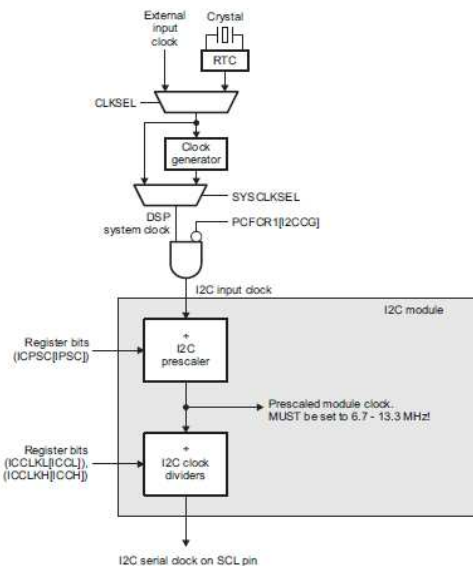 External
input
clock
Crystal
RTC
CLKSEL
Clock
generator
SYSCLKSEL
DSP
system clock
PCFCR1[I2CCG]
I2C input clock
I2C module
Register bits
(ICPSC[IPSC])
÷
I2C
prescaler
Prescaled module clock.
MUST be set to 6.7 - 13.3 MHz!
Register bits
(ICCLKL[ICCL]),
(ICCLKH[ICCH])
÷
I2C clock
dividers
I2C serial clock on SCL pin